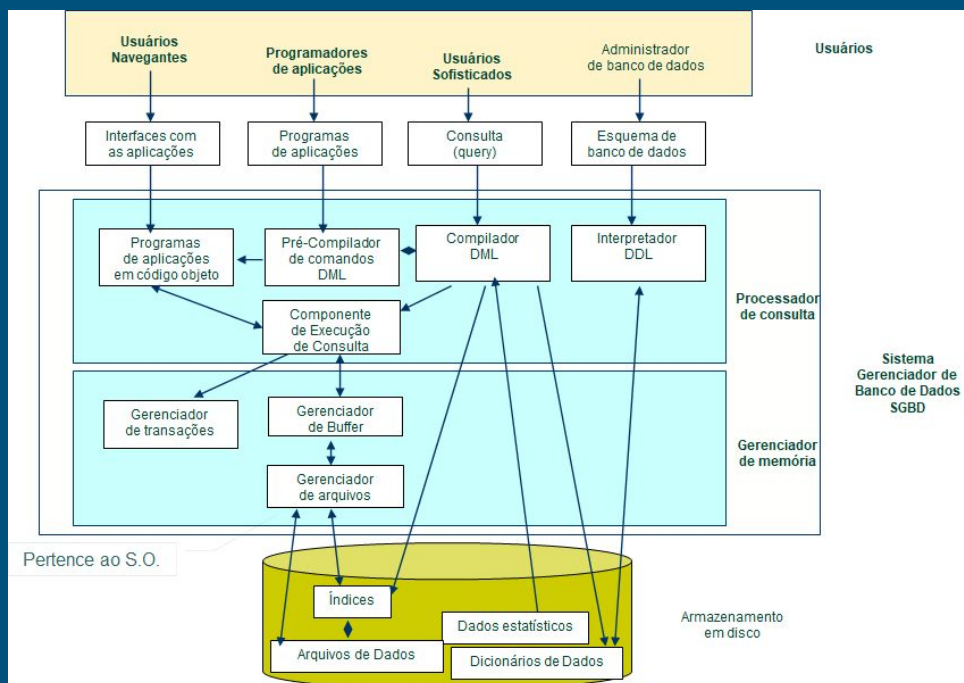 Usuários
Navegantes
Programadores
de aplicações
Usuários
Sofisticados
Administrador
de banco de dados
Usuários
Interfaces com
as aplicações
Programas
de aplicações
Consulta
(query)
Esquema de
banco de dados
Programas
de aplicações
em código objeto
Pré-Compilador
de comandos
DML
Compilador
DML
Interpretador
DDL
Componente
de Execução
de Consulta
Processador
de consulta
Sistema
Gerenciador de
Banco de Dados
SGBD
Gerenciador
de transações
Gerenciador
de Buffer
Gerenciador
de arquivos
Gerenciador
de memória
Pertence ao S.O.
Índices
Dados estatísticos
Arquivos de Dados
Dicionários de Dados
Armazenamento
em disco